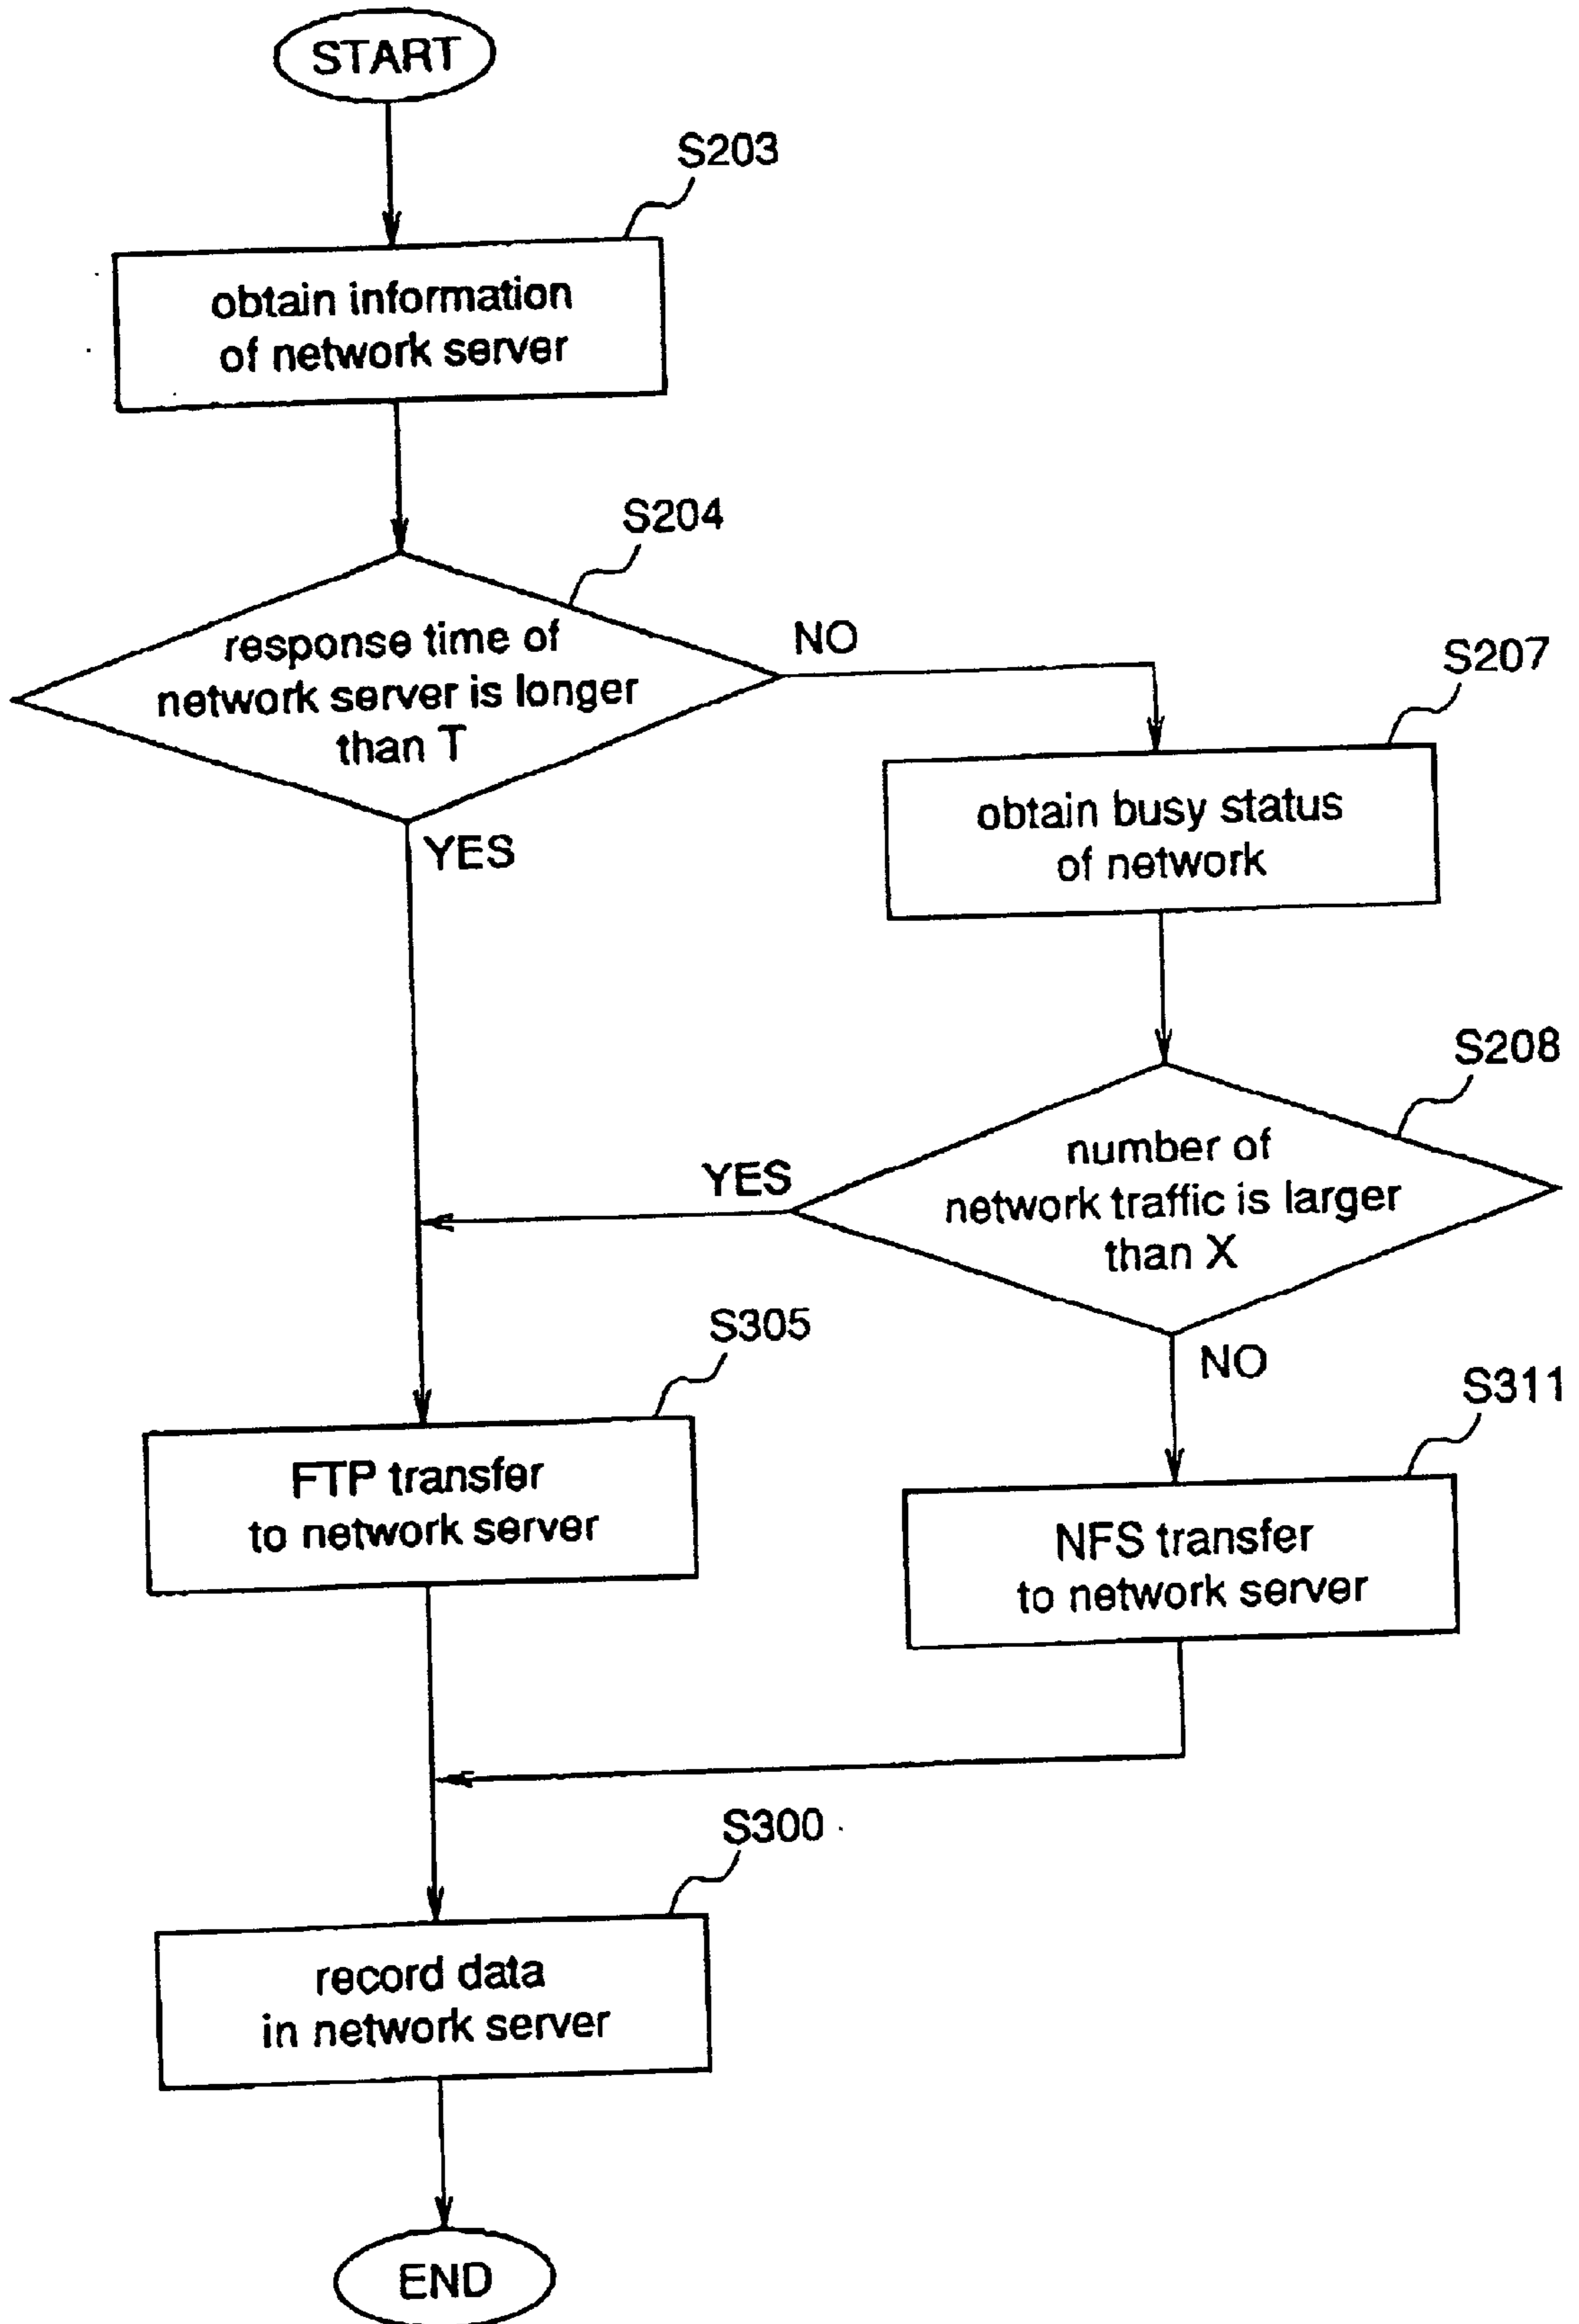 START
S203
obtain information
of network server
S204
response time of
network server is longer
than T
NO
YES
S207
obtain busy status
of network
S208
number of
network traffic is larger
than X
YES
NO
S305
FTP transfer
to network server
S311
NFS transfer
to network server
S300
record data
in network server
END